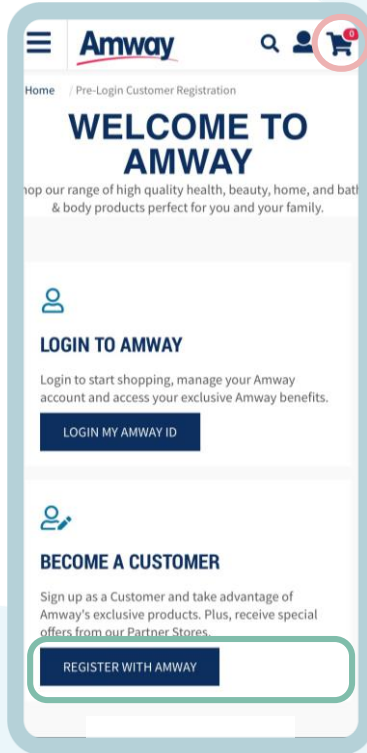 Amway
0
Home / Pre-Login Customer Registration
WELCOME TO
AMWAY
our range of high quality health, beauty, home, and
& body products perfect for you and your family.
LOGIN TO AMWAY
Login to start shopping, manage your Amway
account and access your exclusive Amway benefits.
LOGIN MY AMWAY ID
BECOME A CUSTOMER
Sign up as a Customer and take advantage of
Amway's exclusive products. Plus, receive special
offers from our Partner Stores.
REGISTER WITH AMWAY